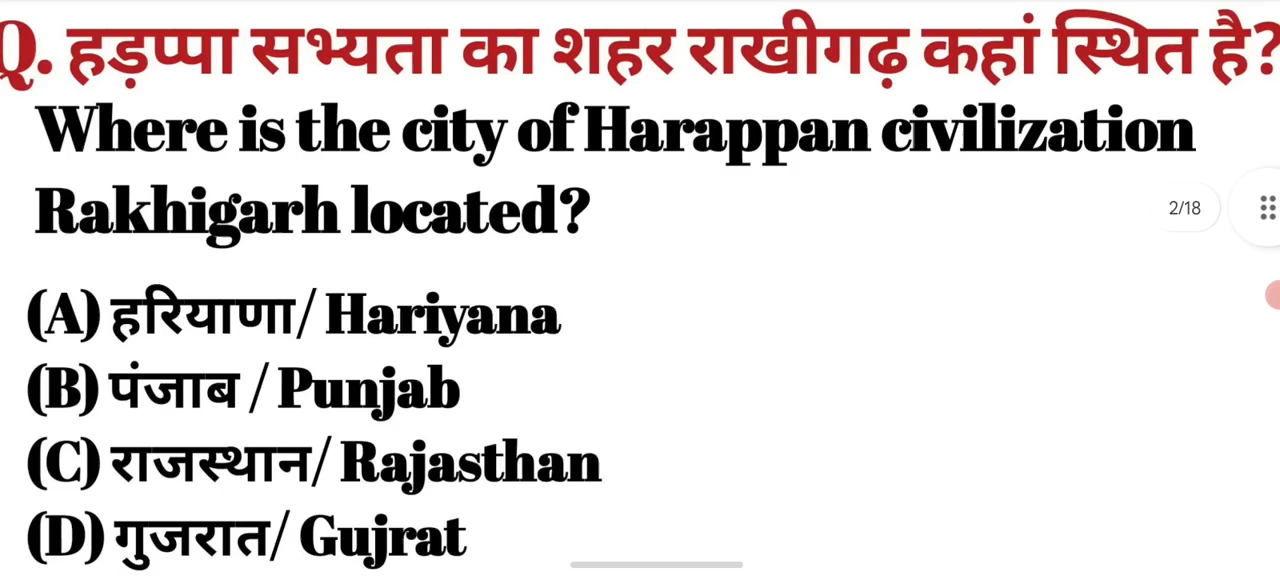 Q. हड़प्पा सभ्यता का शहर राखीगढ़ कहां स्थित है?
Where is the city of Harappan civilization
Rakhigarh located?
2/18
(A) हरियाणा/ Hariyana
(B) पंजाब / Punjab
(C) राजस्थान/ Rajasthan
(D) गुजरात/ Gujrat